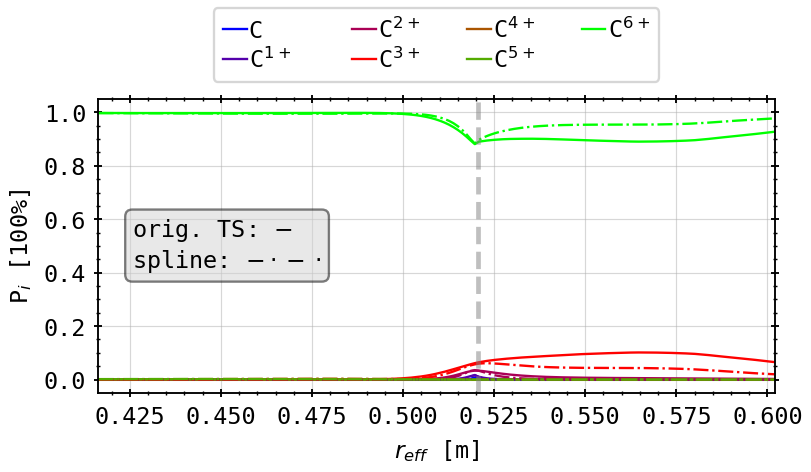 C C²⁺ C⁴⁺ C⁶⁺
C¹⁺ C³⁺ C⁵⁺
1.0
0.8
0.6
0.4
0.2
0.0
Pᵢ [100%]
orig. TS: —
spline: —·—·
0.425 0.450 0.475 0.500 0.525 0.550 0.575 0.600
r_eff [m]